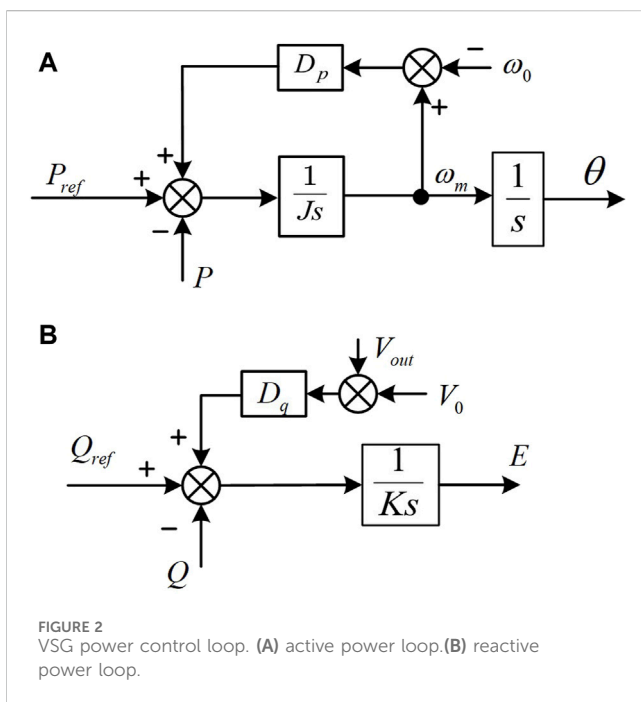 A
D_p
−
ω_0
+
+
P_ref
+
−
1
Js
ω_m
1
s
θ
P
B
V_out
D_q
V_0
+
Q_ref
+
−
1
Ks
E
Q
FIGURE 2
VSG power control loop. (A) active power loop.(B) reactive
power loop.